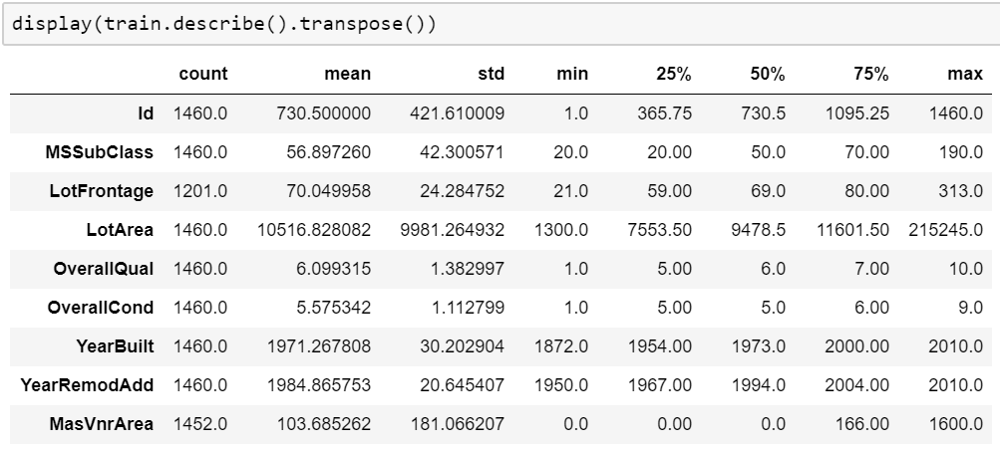 display(train.describe().transpose())
count mean std min 25% 50% 75% max
Id 1460.0 730.500000 421.610009 1.0 365.75 730.5 1095.25 1460.0
MSSubClass 1460.0 56.897260 42.300571 20.0 20.00 50.0 70.00 190.0
LotFrontage 1201.0 70.049958 24.284752 21.0 59.00 69.0 80.00 313.0
LotArea 1460.0 10516.828082 9981.264932 1300.0 7553.50 9478.5 11601.50 215245.0
OverallQual 1460.0 6.099315 1.382997 1.0 5.00 6.0 7.00 10.0
OverallCond 1460.0 5.575342 1.112799 1.0 5.00 5.0 6.00 9.0
YearBuilt 1460.0 1971.267808 30.202904 1872.0 1954.00 1973.0 2000.00 2010.0
YearRemodAdd 1460.0 1984.865753 20.645407 1950.0 1967.00 1994.0 2004.00 2010.0
MasVnrArea 1452.0 103.685262 181.066207 0.0 0.00 0.0 166.00 1600.0